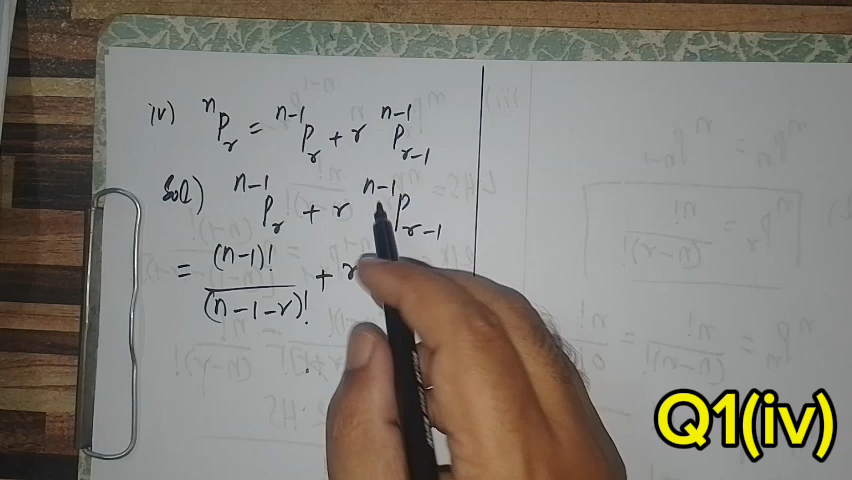 iv) ⁿPᵣ = ⁿ⁻¹Pᵣ + r ⁿ⁻¹Pᵣ₋₁
Sol) ⁿ⁻¹Pᵣ + r ⁿ⁻¹Pᵣ₋₁
= (n-1)! / (n-1-r)! + r
Q1(iv)